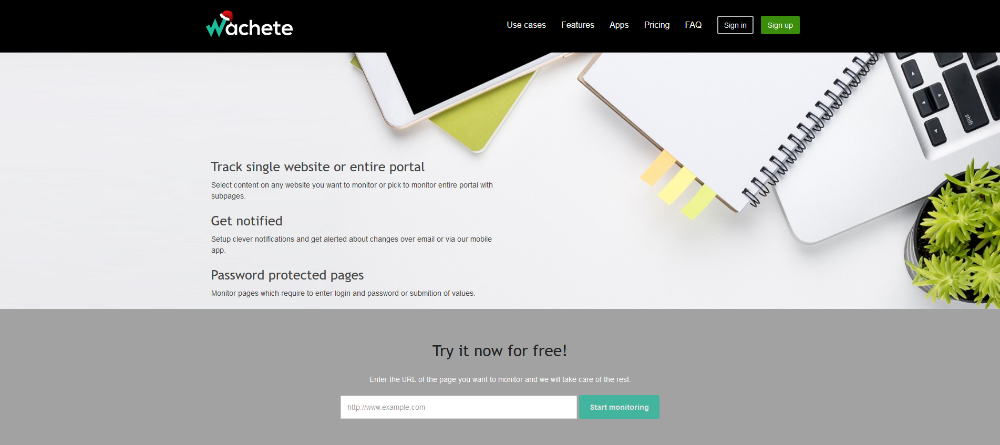 Wachete
Use cases Features Apps Pricing FAQ Sign in Sign up
shift
Track single website or entire portal
Select content on any website you want to monitor or pick to monitor entire portal with
subpages.
Get notified
Setup clever notifications and get alerted about changes over email or via our mobile
app.
Password protected pages
Monitor pages which require to enter login and password or submition of values.
Try it now for free!
Enter the URL of the page you want to monitor and we will take care of the rest.
http://www.example.com Start monitoring